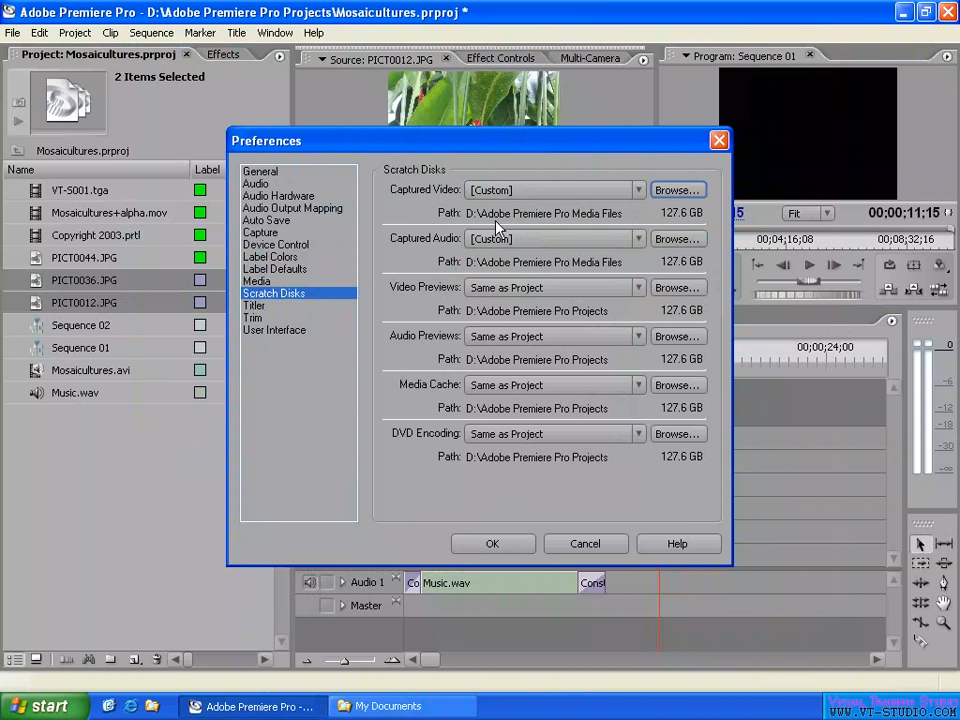 Adobe Premiere Pro - D:\Adobe Premiere Pro Projects\Mosaicultures.prproj *
File Edit Project Clip Sequence Marker Title Window Help
Project: Mosaicultures.prproj Effects
Source: PICT0012.JPG Effect Controls Multi-Camera
Program: Sequence 01
2 Items Selected
Mosaicultures.prproj
Name Label
VT-S001.tga
Mosaicultures+alpha.mov
Copyright 2003.prtl
PICT0044.JPG
PICT0036.JPG
PICT0012.JPG
Sequence 02
Sequence 01
Mosaicultures.avi
Music.wav
Preferences
General
Audio
Audio Hardware
Audio Output Mapping
Auto Save
Capture
Device Control
Label Colors
Label Defaults
Media
Scratch Disks
Titler
Trim
User Interface
Scratch Disks
Captured Video: [Custom] Browse...
Path: D:\Adobe Premiere Pro Media Files 127.6 GB
Captured Audio: [Custom] Browse...
Path: D:\Adobe Premiere Pro Media Files 127.6 GB
Video Previews: Same as Project Browse...
Path: D:\Adobe Premiere Pro Projects 127.6 GB
Audio Previews: Same as Project Browse...
Path: D:\Adobe Premiere Pro Projects 127.6 GB
Media Cache: Same as Project Browse...
Path: D:\Adobe Premiere Pro Projects 127.6 GB
DVD Encoding: Same as Project Browse...
Path: D:\Adobe Premiere Pro Projects 127.6 GB
OK Cancel Help
Fit 00;00;11;15
00;04;16;08 00;08;32;16
00;00;24;00
0
-6
-12
-18
-30
Audio 1 Co Music.wav Const
Master
start Adobe Premiere Pro - ... My Documents
VISUAL TRAINING STUDIO
WWW.VT-STUDIO.COM